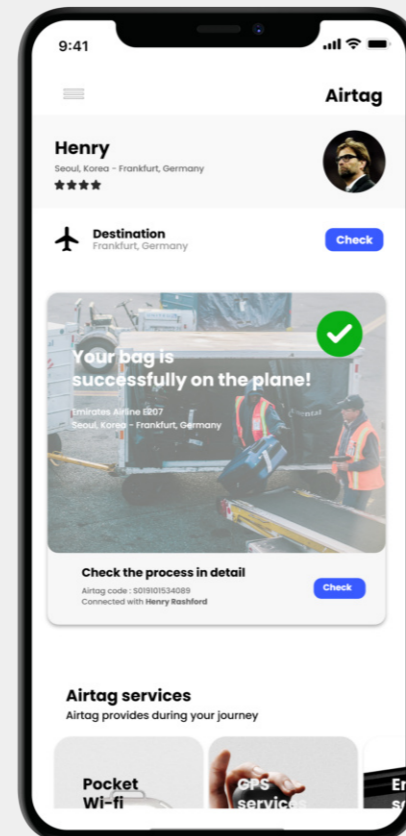 9:41
Airtag
Henry
Seoul, Korea - Frankfurt, Germany
Destination
Frankfurt, Germany
Check
Your bag is
successfully on the plane!
Emirates Airline E207
Seoul, Korea - Frankfurt, Germany
Check the process in detail
Airtag code : S019101534089
Connected with Henry Rashford
Check
Airtag services
Airtag provides during your journey
Pocket
Wi-fi
GPS
services